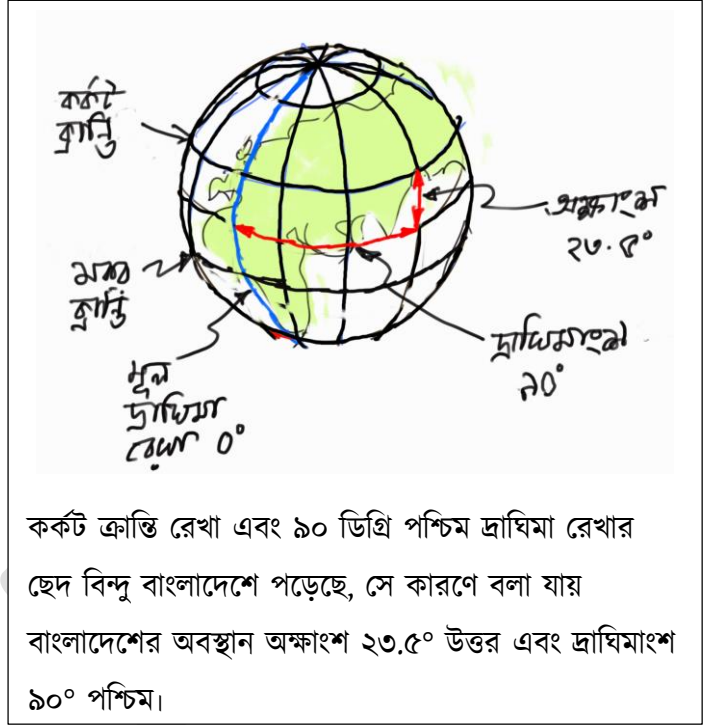 কর্কট
ক্রান্তি
অক্ষাংশ
২৩.৫°
মকর
ক্রান্তি
দ্রাঘিমাংশ
৯০°
মূল
দ্রাঘিমা
রেখা ০°
কর্কট ক্রান্তি রেখা এবং ৯০ ডিগ্রি পশ্চিম দ্রাঘিমা রেখার
ছেদ বিন্দু বাংলাদেশে পড়েছে, সে কারণে বলা যায়
বাংলাদেশের অবস্থান অক্ষাংশ ২৩.৫° উত্তর এবং দ্রাঘিমাংশ
৯০° পশ্চিম।